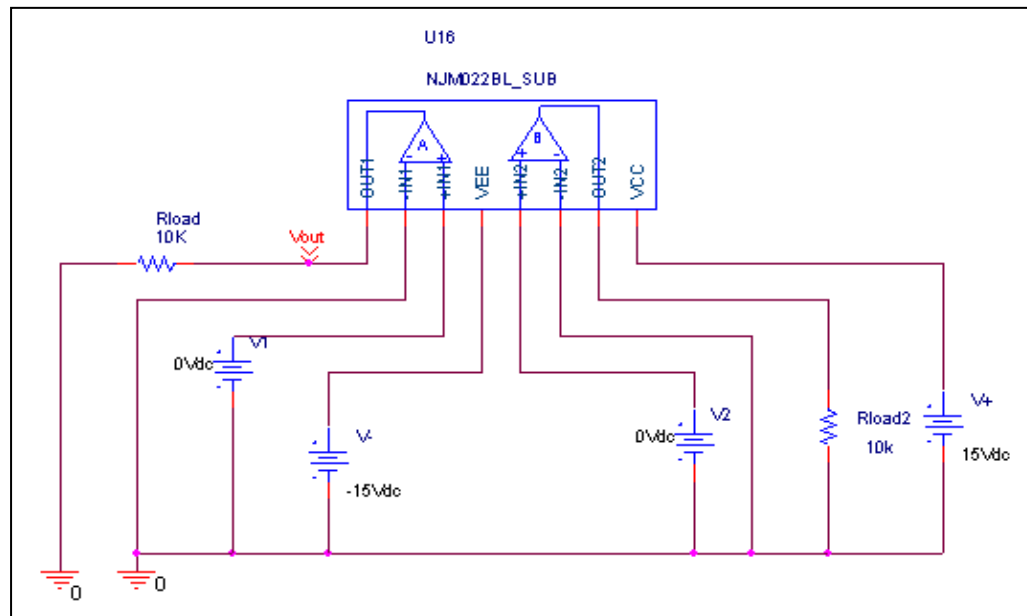 U16
NJM022BL_SUB
A
B
-
+
+
-
OUT1
-IN1
+IN1
VEE
+IN2
-IN2
OUT2
VCC
Rload
10K
Vout
V1
0Vdc
V-
-15Vdc
V2
0Vdc
Rload2
10k
V+
15Vdc
0
0